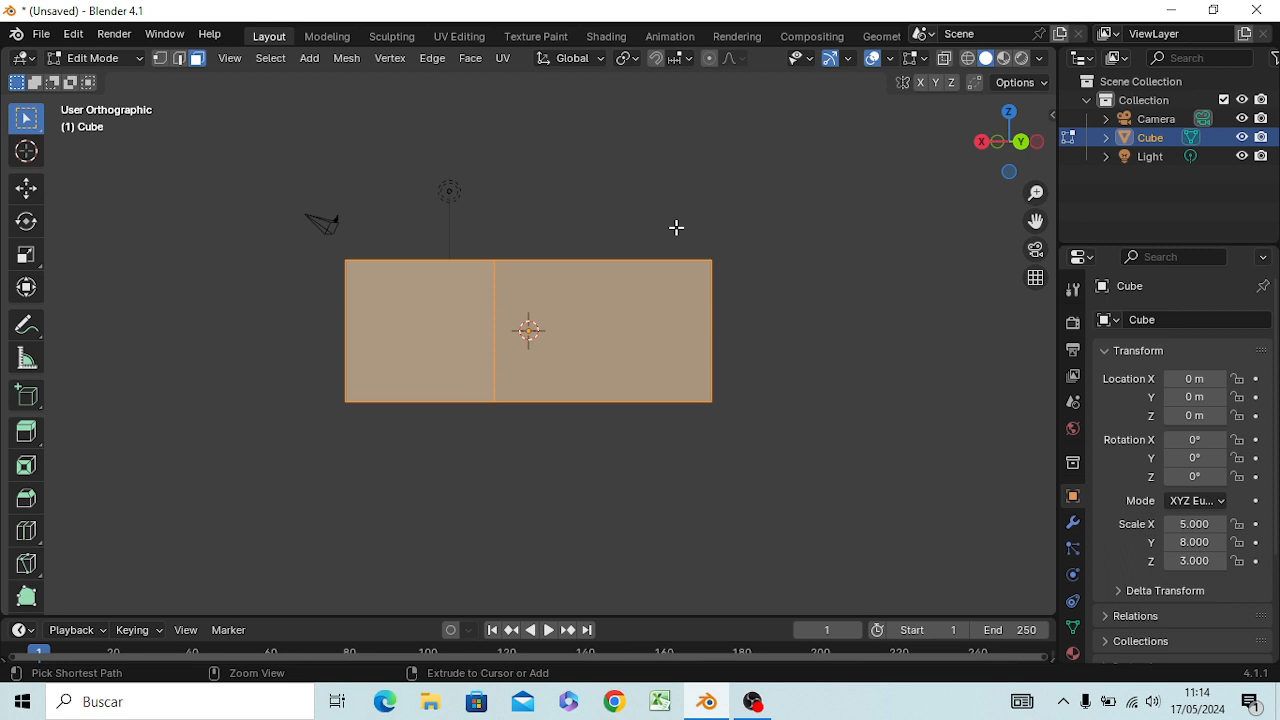 * (Unsaved) - Blender 4.1
File Edit Render Window Help Layout Modeling Sculpting UV Editing Texture Paint Shading Animation Rendering Compositing Geomet Scene ViewLayer
Edit Mode View Select Add Mesh Vertex Edge Face UV Global Search
X Y Z Options
User Orthographic
(1) Cube
Scene Collection
Collection
Camera
Cube
Light
Z
X Y
Search
Cube
Cube
Transform
Location X 0 m
Y 0 m
Z 0 m
Rotation X 0°
Y 0°
Z 0°
Mode XYZ Eu...
Scale X 5.000
Y 8.000
Z 3.000
Delta Transform
Relations
Collections
Playback Keying View Marker 1 Start 1 End 250
1 20 40 60 80 100 120 140 160 180 200 220 240
Pick Shortest Path Zoom View Extrude to Cursor or Add 4.1.1
Buscar
11:14
17/05/2024
1